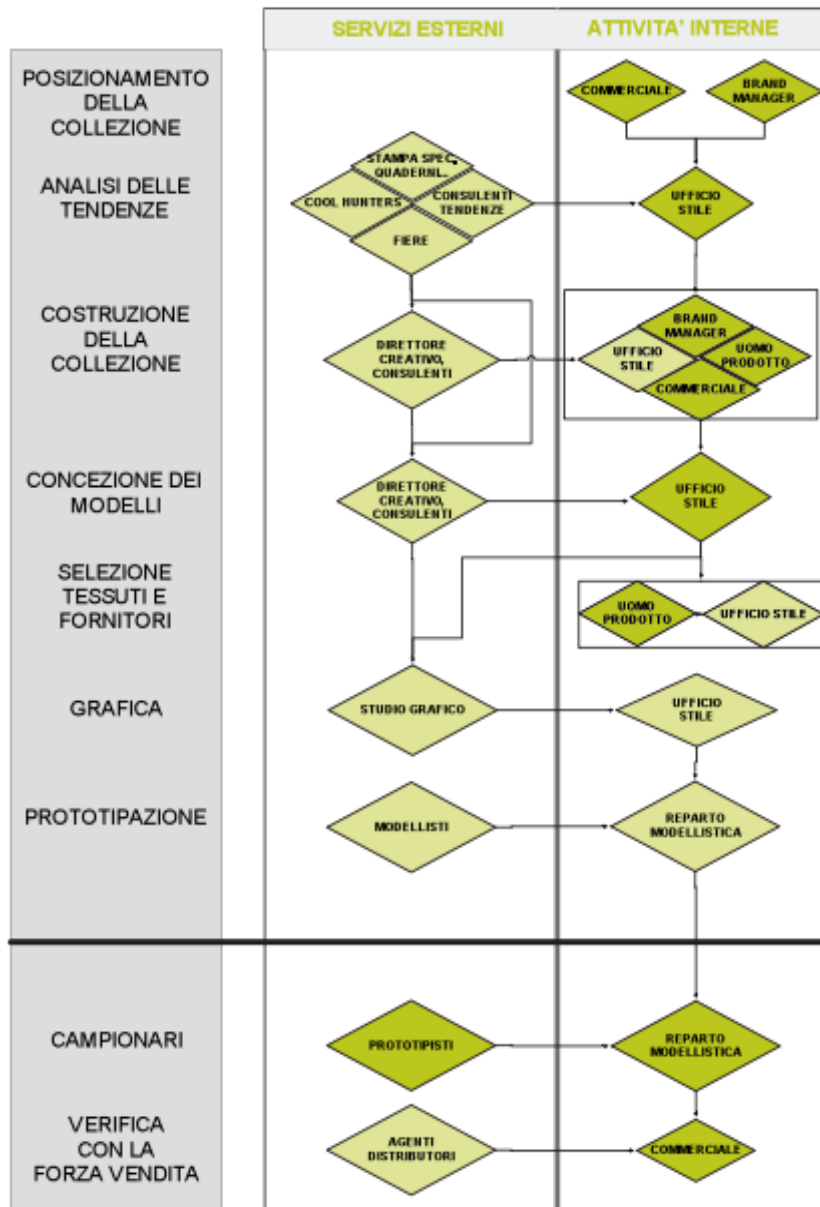 SERVIZI ESTERNI
ATTIVITA' INTERNE
POSIZIONAMENTO
DELLA
COLLEZIONE
COMMERCIALE
BRAND
MANAGER
ANALISI DELLE
TENDENZE
STAMPA SPEC.
QUADERNI...
COOL HUNTERS
CONSULENTI
TENDENZE
FIERE
UFFICIO
STILE
COSTRUZIONE
DELLA
COLLEZIONE
DIRETTORE
CREATIVO,
CONSULENTI
BRAND
MANAGER
UFFICIO
STILE
UOMO
PRODOTTO
COMMERCIALE
CONCEZIONE DEI
MODELLI
DIRETTORE
CREATIVO,
CONSULENTI
UFFICIO
STILE
SELEZIONE
TESSUTI E
FORNITORI
UOMO
PRODOTTO
UFFICIO STILE
GRAFICA
STUDIO GRAFICO
UFFICIO
STILE
PROTOTIPAZIONE
MODELLISTI
REPARTO
MODELLISTICA
CAMPIONARI
PROTOTIPISTI
REPARTO
MODELLISTICA
VERIFICA
CON LA
FORZA VENDITA
AGENTI
DISTRIBUTORI
COMMERCIALE